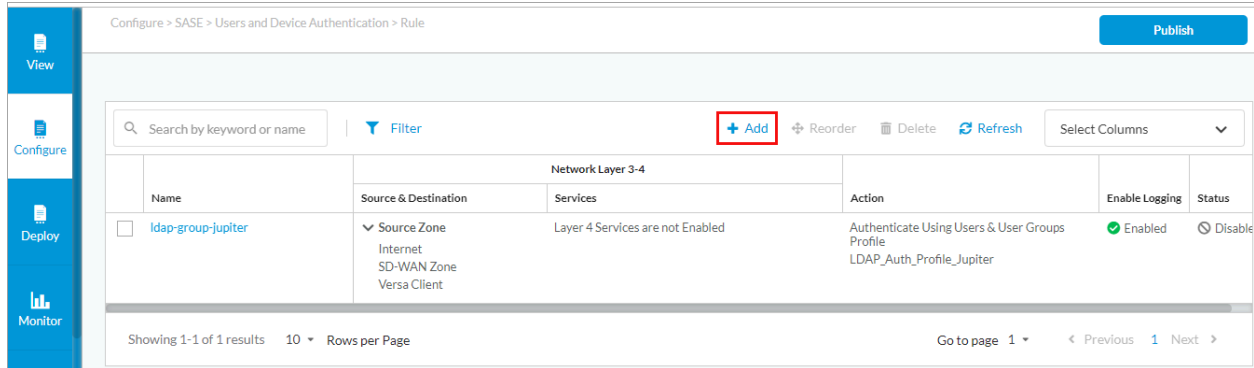 Configure > SASE > Users and Device Authentication > Rule
Publish
View
Configure
Deploy
Monitor
Search by keyword or name
Filter
Add
Reorder
Delete
Refresh
Select Columns
Network Layer 3-4
Name
Source & Destination
Services
Action
Enable Logging
Status
ldap-group-jupiter
Source Zone
Internet
SD-WAN Zone
Versa Client
Layer 4 Services are not Enabled
Authenticate Using Users & User Groups
Profile
LDAP_Auth_Profile_Jupiter
Enabled
Disable
Showing 1-1 of 1 results 10 Rows per Page
Go to page 1 < Previous 1 Next >